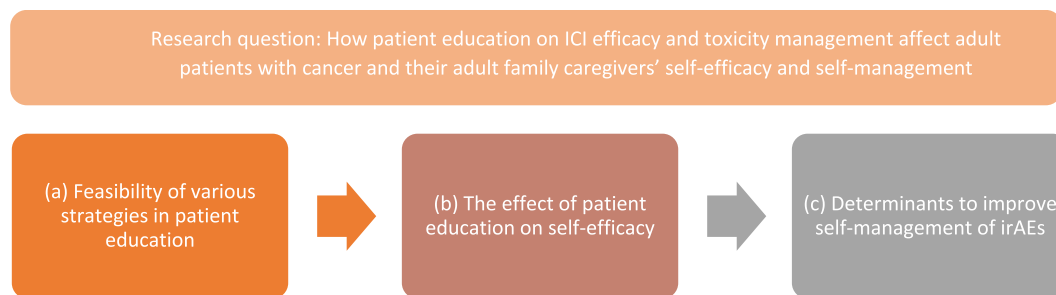 Research question: How patient education on ICI efficacy and toxicity management affect adult
patients with cancer and their adult family caregivers’ self-efficacy and self-management
(a) Feasibility of various
strategies in patient
education
(b) The effect of patient
education on self-efficacy
(c) Determinants to improve
self-management of irAEs